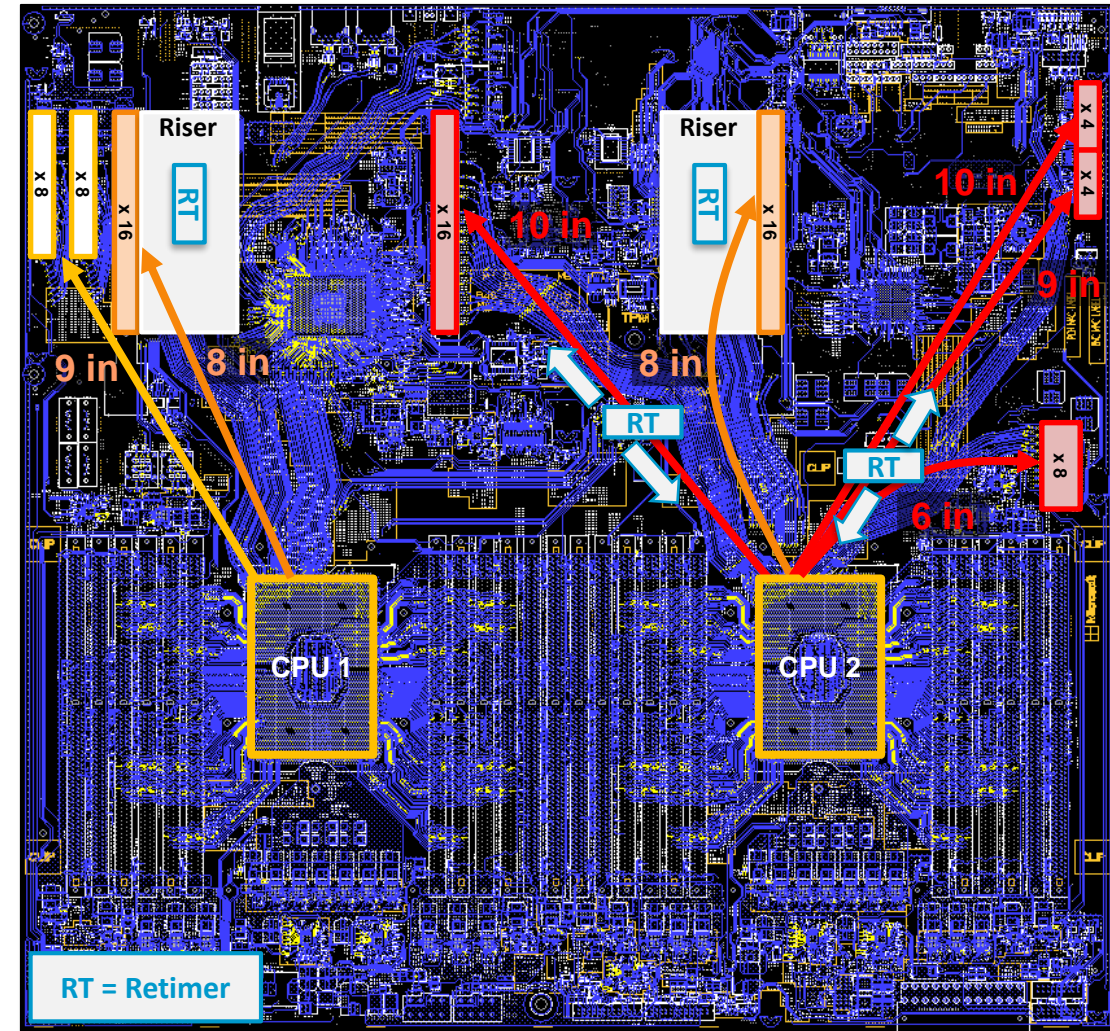 Riser
Riser
x 8
x 8
x 16
RT
x 16
RT
x 16
x 4
x 4
10 in
10 in
9 in
9 in
8 in
8 in
RT
CLIP
RT
x 8
6 in
CPU 1
CPU 2
RT = Retimer